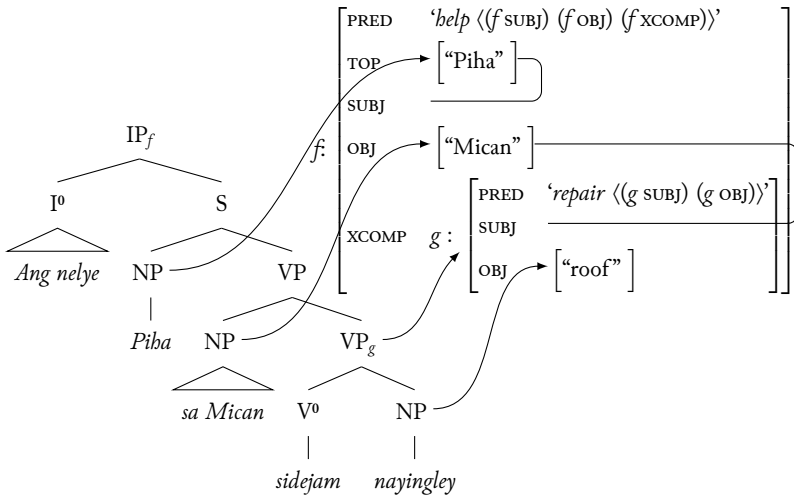 PRED ‘help ⟨(f SUBJ) (f OBJ) (f XCOMP)⟩’
TOP [“Piha” ]
SUBJ
IP_f
f: OBJ [“Mican” ]
PRED ‘repair ⟨(g SUBJ) (g OBJ)⟩’
I⁰ S
SUBJ
XCOMP g :
NP VP OBJ [“roof” ]
Ang nelye
Piha NP VP_g
sa Mican V⁰ NP
sidejam nayingley